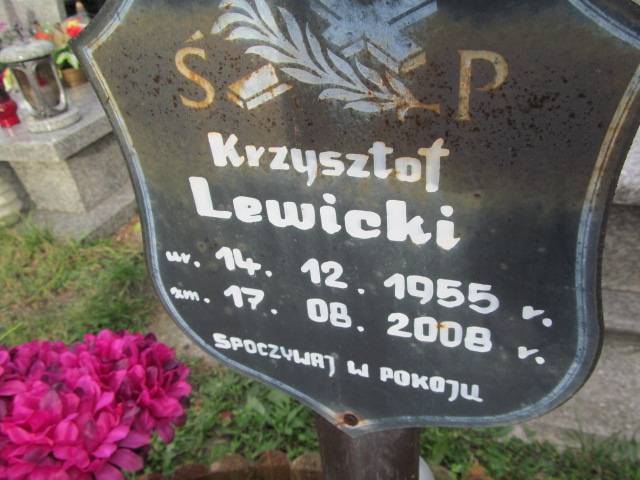 Ś P
Krzysztof
Lewicki
ur. 14. 12. 1955 r.
zm. 17. 08. 2008 r.
SPOCZYWAJ W POKOJU